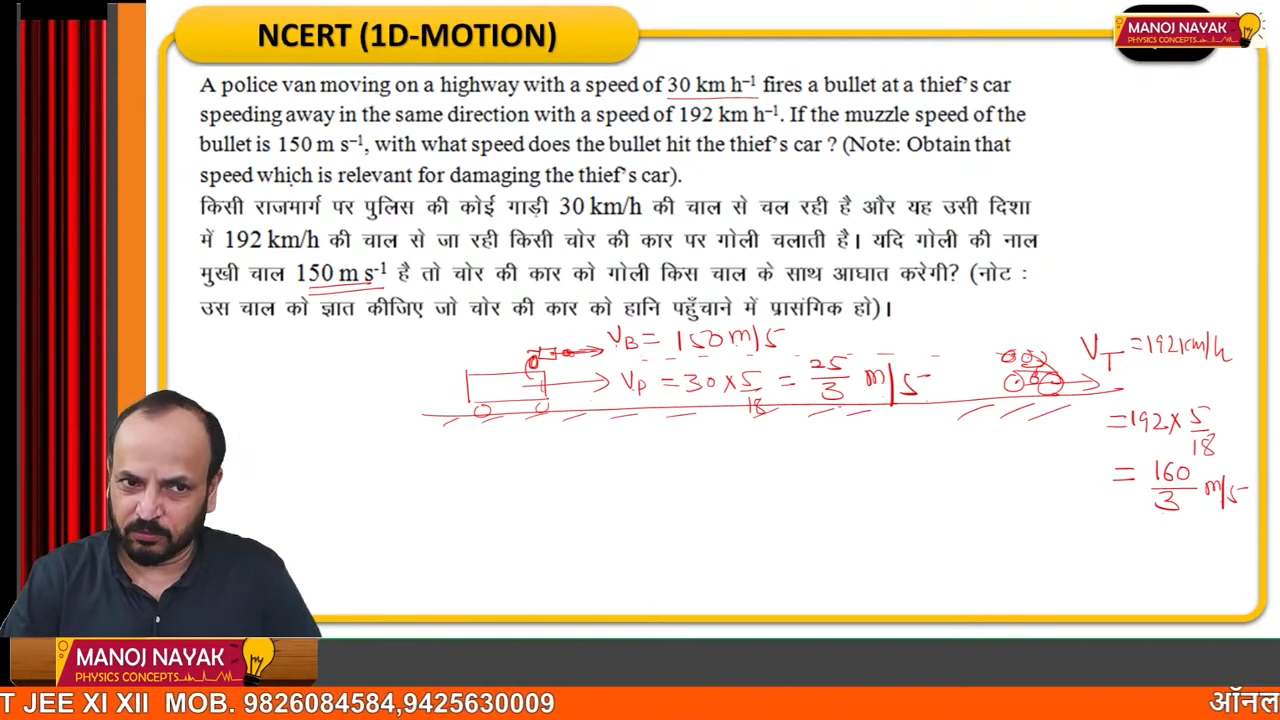 NCERT (1D-MOTION)
MANOJ NAYAK
PHYSICS CONCEPTS
A police van moving on a highway with a speed of 30 km h⁻¹ fires a bullet at a thief's car
speeding away in the same direction with a speed of 192 km h⁻¹. If the muzzle speed of the
bullet is 150 m s⁻¹, with what speed does the bullet hit the thief's car ? (Note: Obtain that
speed which is relevant for damaging the thief's car).
किसी राजमार्ग पर पुलिस की कोई गाड़ी 30 km/h की चाल से चल रही है और यह उसी दिशा
में 192 km/h की चाल से जा रही किसी चोर की कार पर गोली चलाती है। यदि गोली की नाल
मुखी चाल 150 m s⁻¹ है तो चोर की कार को गोली किस चाल के साथ आघात करेगी? (नोट :
उस चाल को ज्ञात कीजिए जो चोर की कार को हानि पहुँचाने में प्रासंगिक हो)।
V_B = 150 m/s
V_P = 30 × 5/18 = 25/3 m/s
V_T = 192 km/h
= 192 × 5/18
= 160/3 m/s
MANOJ NAYAK
PHYSICS CONCEPTS
T JEE XI XII MOB. 9826084584,9425630009
ऑनल